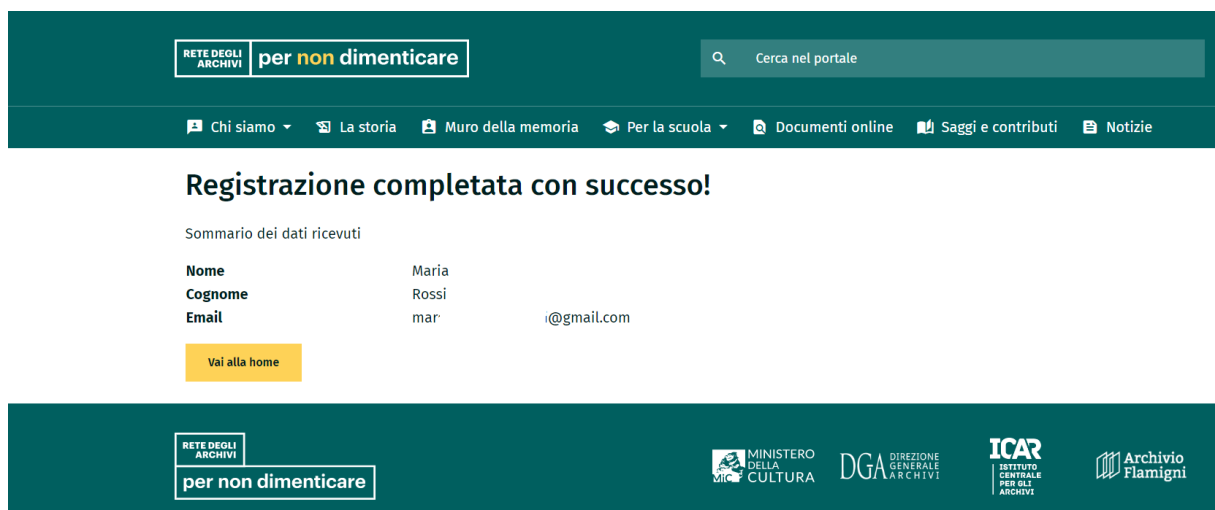 RETE DEGLI ARCHIVI per non dimenticare
Cerca nel portale
Chi siamo La storia Muro della memoria Per la scuola Documenti online Saggi e contributi Notizie
Registrazione completata con successo!
Sommario dei dati ricevuti
Nome Maria
Cognome Rossi
Email mar @gmail.com
Vai alla home
RETE DEGLI
ARCHIVI
per non dimenticare
MiC
MINISTERO
DELLA
CULTURA
DGA DIREZIONE
GENERALE
ARCHIVI
ICAR
ISTITUTO
CENTRALE
PER GLI
ARCHIVI
Archivio
Flamigni